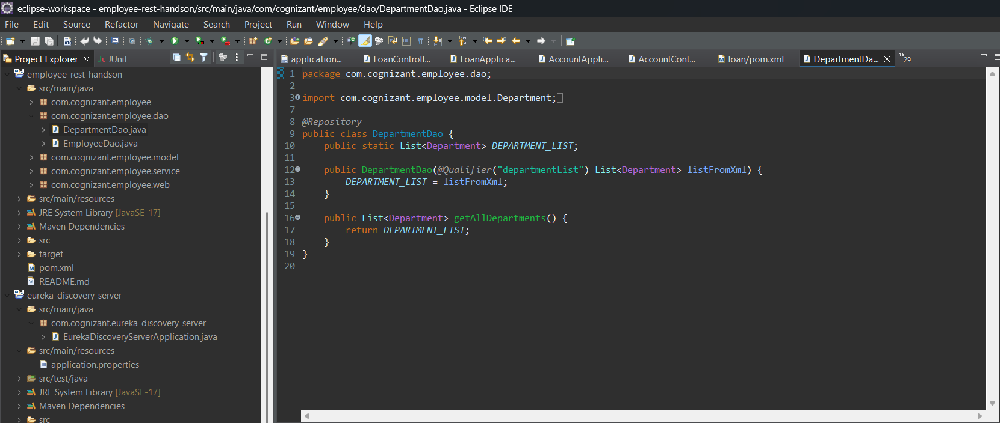 eclipse-workspace - employee-rest-handson/src/main/java/com/cognizant/employee/dao/DepartmentDao.java - Eclipse IDE
File Edit Source Refactor Navigate Search Project Run Window Help
Project Explorer JUnit
application... LoanControll... LoanApplica... AccountAppli... AccountCont... loan/pom.xml DepartmentDa... 29
employee-rest-handson
src/main/java
com.cognizant.employee
com.cognizant.employee.dao
DepartmentDao.java
EmployeeDao.java
com.cognizant.employee.model
com.cognizant.employee.service
com.cognizant.employee.web
src/main/resources
JRE System Library [JavaSE-17]
Maven Dependencies
src
target
pom.xml
README.md
eureka-discovery-server
src/main/java
com.cognizant.eureka_discovery_server
EurekaDiscoveryServerApplication.java
src/main/resources
application.properties
src/test/java
JRE System Library [JavaSE-17]
Maven Dependencies
src
1 package com.cognizant.employee.dao;
2
3 import com.cognizant.employee.model.Department;
7
8 @Repository
9 public class DepartmentDao {
10 public static List<Department> DEPARTMENT_LIST;
11
12 public DepartmentDao(@Qualifier("departmentList") List<Department> listFromXml) {
13 DEPARTMENT_LIST = listFromXml;
14 }
15
16 public List<Department> getAllDepartments() {
17 return DEPARTMENT_LIST;
18 }
19 }
20